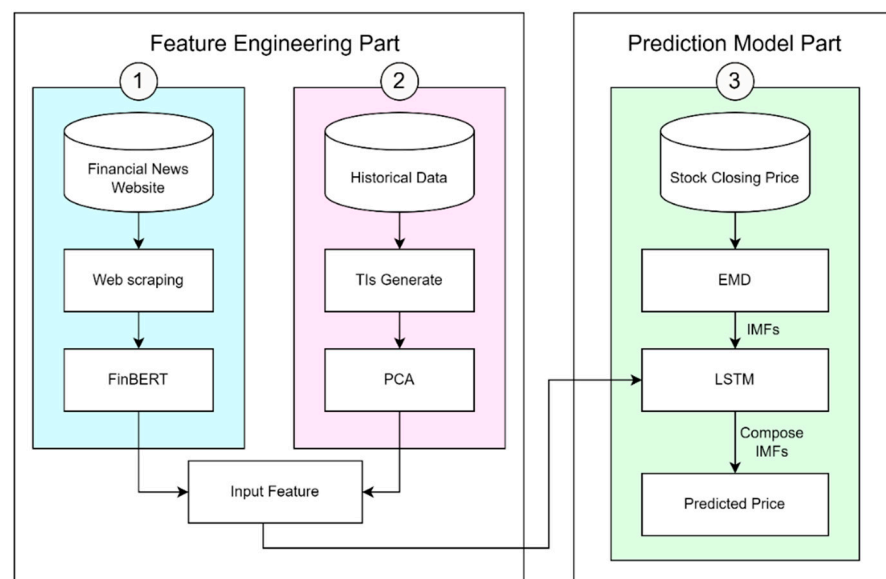 Feature Engineering Part
1
2
Financial News
Website
Historical Data
Web scraping
TIs Generate
FinBERT
PCA
Input Feature
Prediction Model Part
3
Stock Closing Price
EMD
IMFs
LSTM
Compose
IMFs
Predicted Price